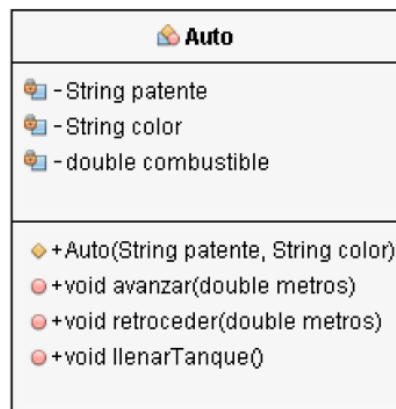 Auto
-String patente
-String color
-double combustible
+Auto(String patente, String color)
+void avanzar(double metros)
+void retroceder(double metros)
+void llenarTanque()